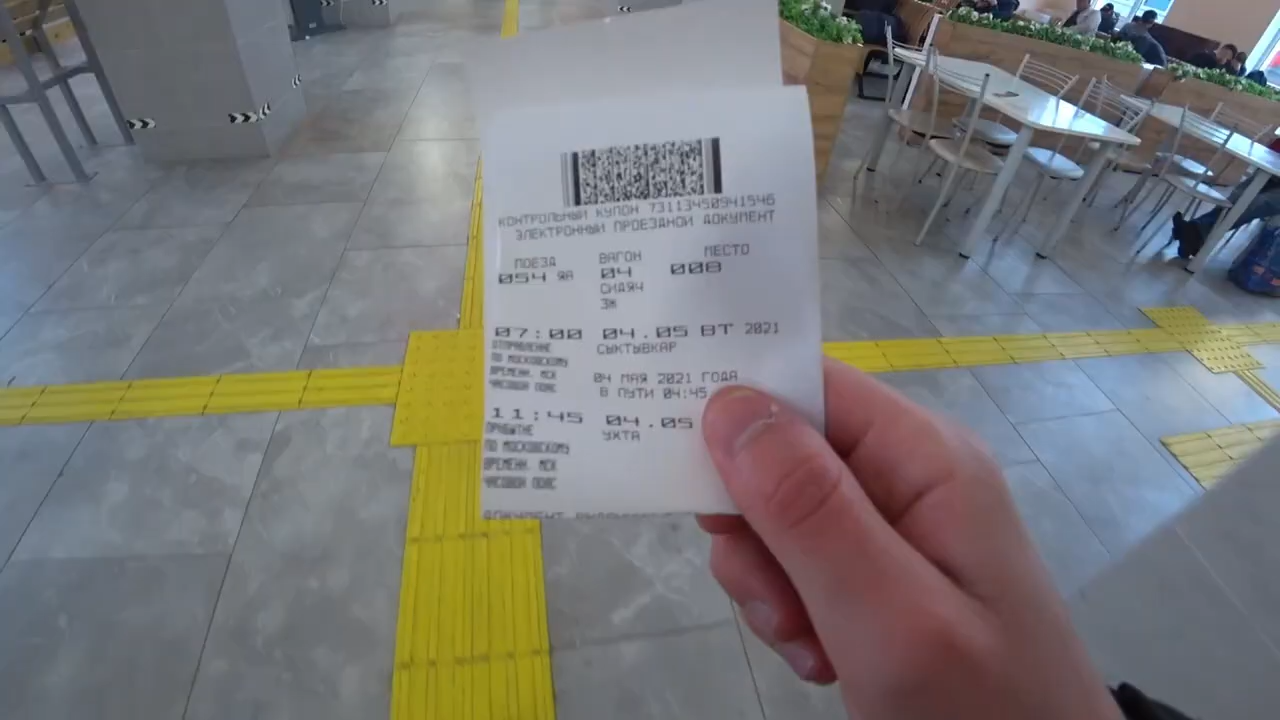 КОНТРОЛЬНЫЙ КУПОН 73113450941546
ЭЛЕКТРОННЫЙ ПРОЕЗДНОЙ ДОКУМЕНТ
ПОЕЗД ВАГОН МЕСТО
054 ЯА 04 008
СИДЯЧ
3Ж
07:00 04.05 ВТ 2021
ОТПРАВЛЕНИЕ СЫКТЫВКАР
ПО МОСКОВСКОМУ
ВРЕМЕНИ. МСК 04 МАЯ 2021 ГОДА
ЧАСОВОЙ ПОЯС В ПУТИ 04:45
11:45 04.05
ПРИБЫТИЕ УХТА
ПО МОСКОВСКОМУ
ВРЕМЕНИ. МСК
ЧАСОВОЙ ПОЯС
ДОКУМЕНТ